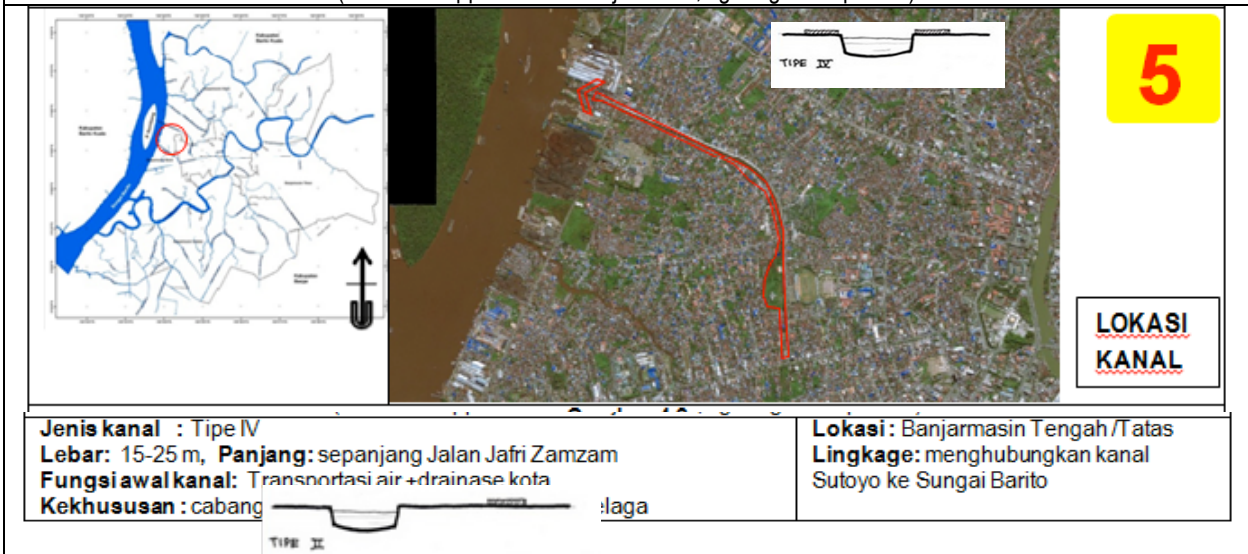 TIPE IV
5
LOKASI
KANAL
Jenis kanal : Tipe IV
Lebar: 15-25 m, Panjang: sepanjang Jalan Jafri Zamzam
Fungsi awal kanal: Transportasi air +drainase kota
Kekhususan : cabang
elaga
Lokasi : Banjarmasin Tengah /Tatas
Lingkage: menghubungkan kanal
Sutoyo ke Sungai Barito
TIPE II